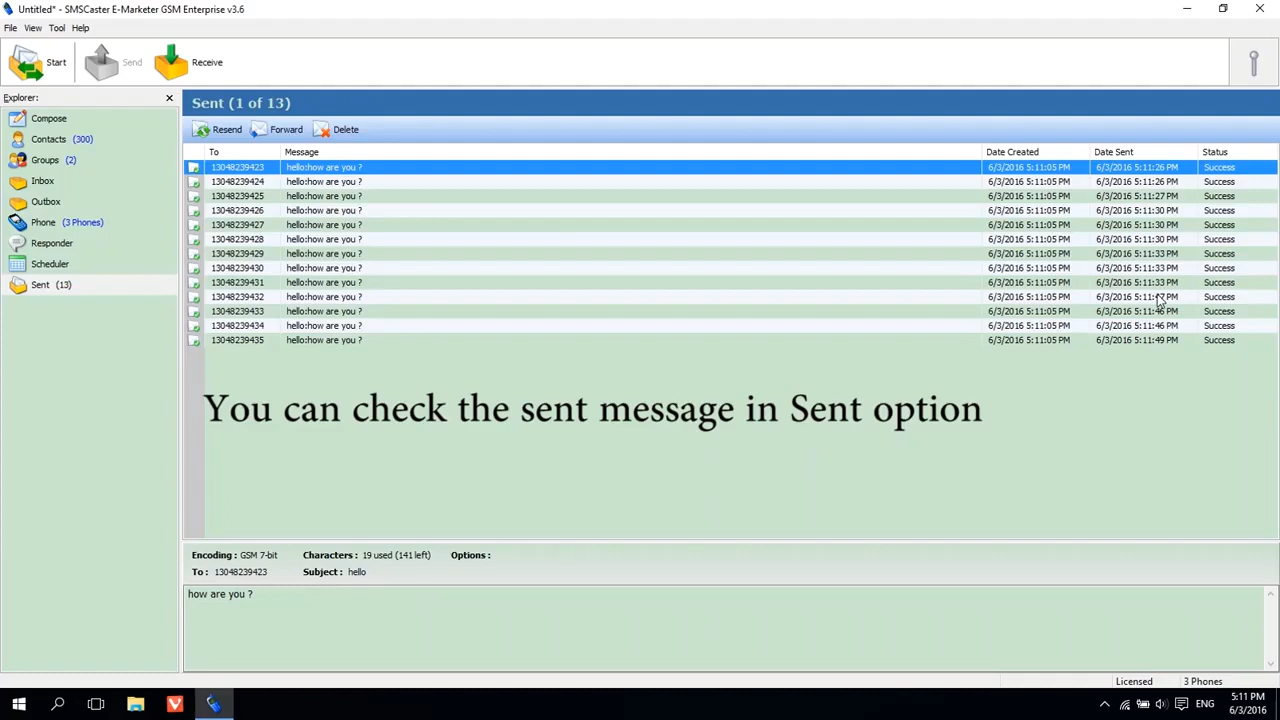 Untitled* - SMSCaster E-Marketer GSM Enterprise v3.6
File View Tool Help
Start Send Receive
Explorer:
Compose
Contacts (300)
Groups (2)
Inbox
Outbox
Phone (3 Phones)
Responder
Scheduler
Sent (13)
Sent (1 of 13)
Resend Forward Delete
To Message Date Created Date Sent Status
13048239423 hello:how are you ? 6/3/2016 5:11:05 PM 6/3/2016 5:11:26 PM Success
13048239424 hello:how are you ? 6/3/2016 5:11:05 PM 6/3/2016 5:11:26 PM Success
13048239425 hello:how are you ? 6/3/2016 5:11:05 PM 6/3/2016 5:11:27 PM Success
13048239426 hello:how are you ? 6/3/2016 5:11:05 PM 6/3/2016 5:11:30 PM Success
13048239427 hello:how are you ? 6/3/2016 5:11:05 PM 6/3/2016 5:11:30 PM Success
13048239428 hello:how are you ? 6/3/2016 5:11:05 PM 6/3/2016 5:11:30 PM Success
13048239429 hello:how are you ? 6/3/2016 5:11:05 PM 6/3/2016 5:11:33 PM Success
13048239430 hello:how are you ? 6/3/2016 5:11:05 PM 6/3/2016 5:11:33 PM Success
13048239431 hello:how are you ? 6/3/2016 5:11:05 PM 6/3/2016 5:11:33 PM Success
13048239432 hello:how are you ? 6/3/2016 5:11:05 PM 6/3/2016 PM Success
13048239433 hello:how are you ? 6/3/2016 5:11:05 PM 6/3/2016 5:11:46 PM Success
13048239434 hello:how are you ? 6/3/2016 5:11:05 PM 6/3/2016 5:11:46 PM Success
13048239435 hello:how are you ? 6/3/2016 5:11:05 PM 6/3/2016 5:11:49 PM Success
You can check the sent message in Sent option
Encoding : GSM 7-bit Characters : 19 used (141 left) Options :
To : 13048239423 Subject : hello
how are you ?
Licensed 3 Phones
ENG 5:11 PM
6/3/2016